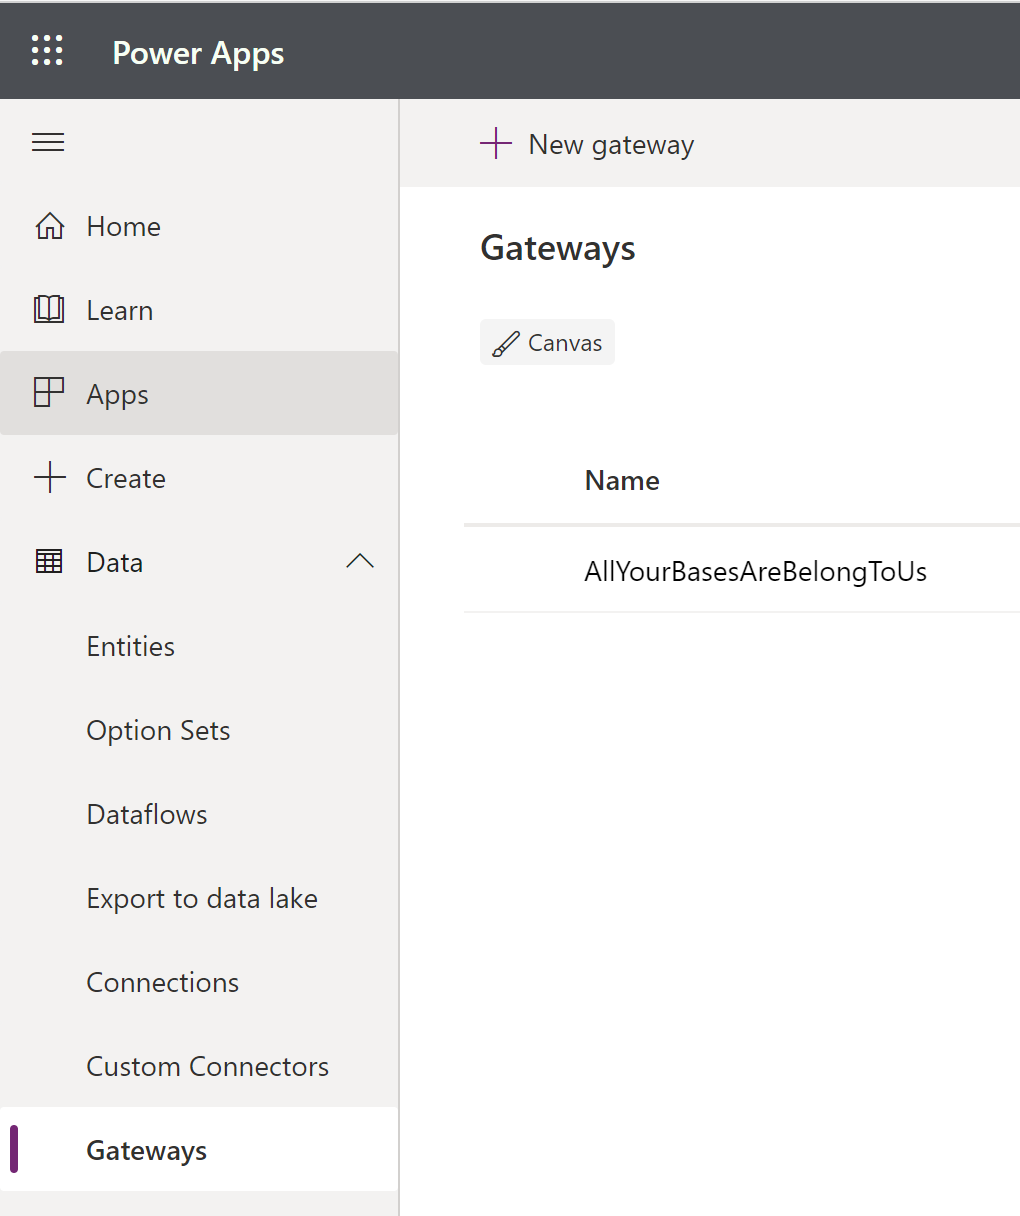 Power Apps
New gateway
Home
Learn
Apps
Create
Data
Entities
Option Sets
Dataflows
Export to data lake
Connections
Custom Connectors
Gateways
Gateways
Canvas
Name
AllYourBasesAreBelongToUs